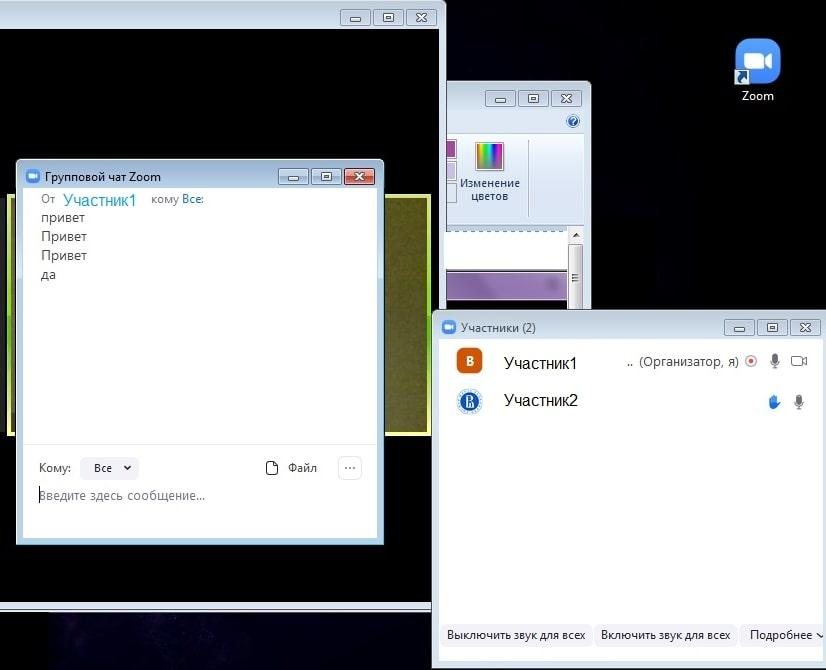 Zoom
Изменение
цветов
Групповой чат Zoom
От Участник1 кому Все:
привет
Привет
Привет
да
Кому: Все Файл ...
Введите здесь сообщение...
Участники (2)
В Участник1 .. (Организатор, я)
Участник2
Выключить звук для всех Включить звук для всех Подробнее